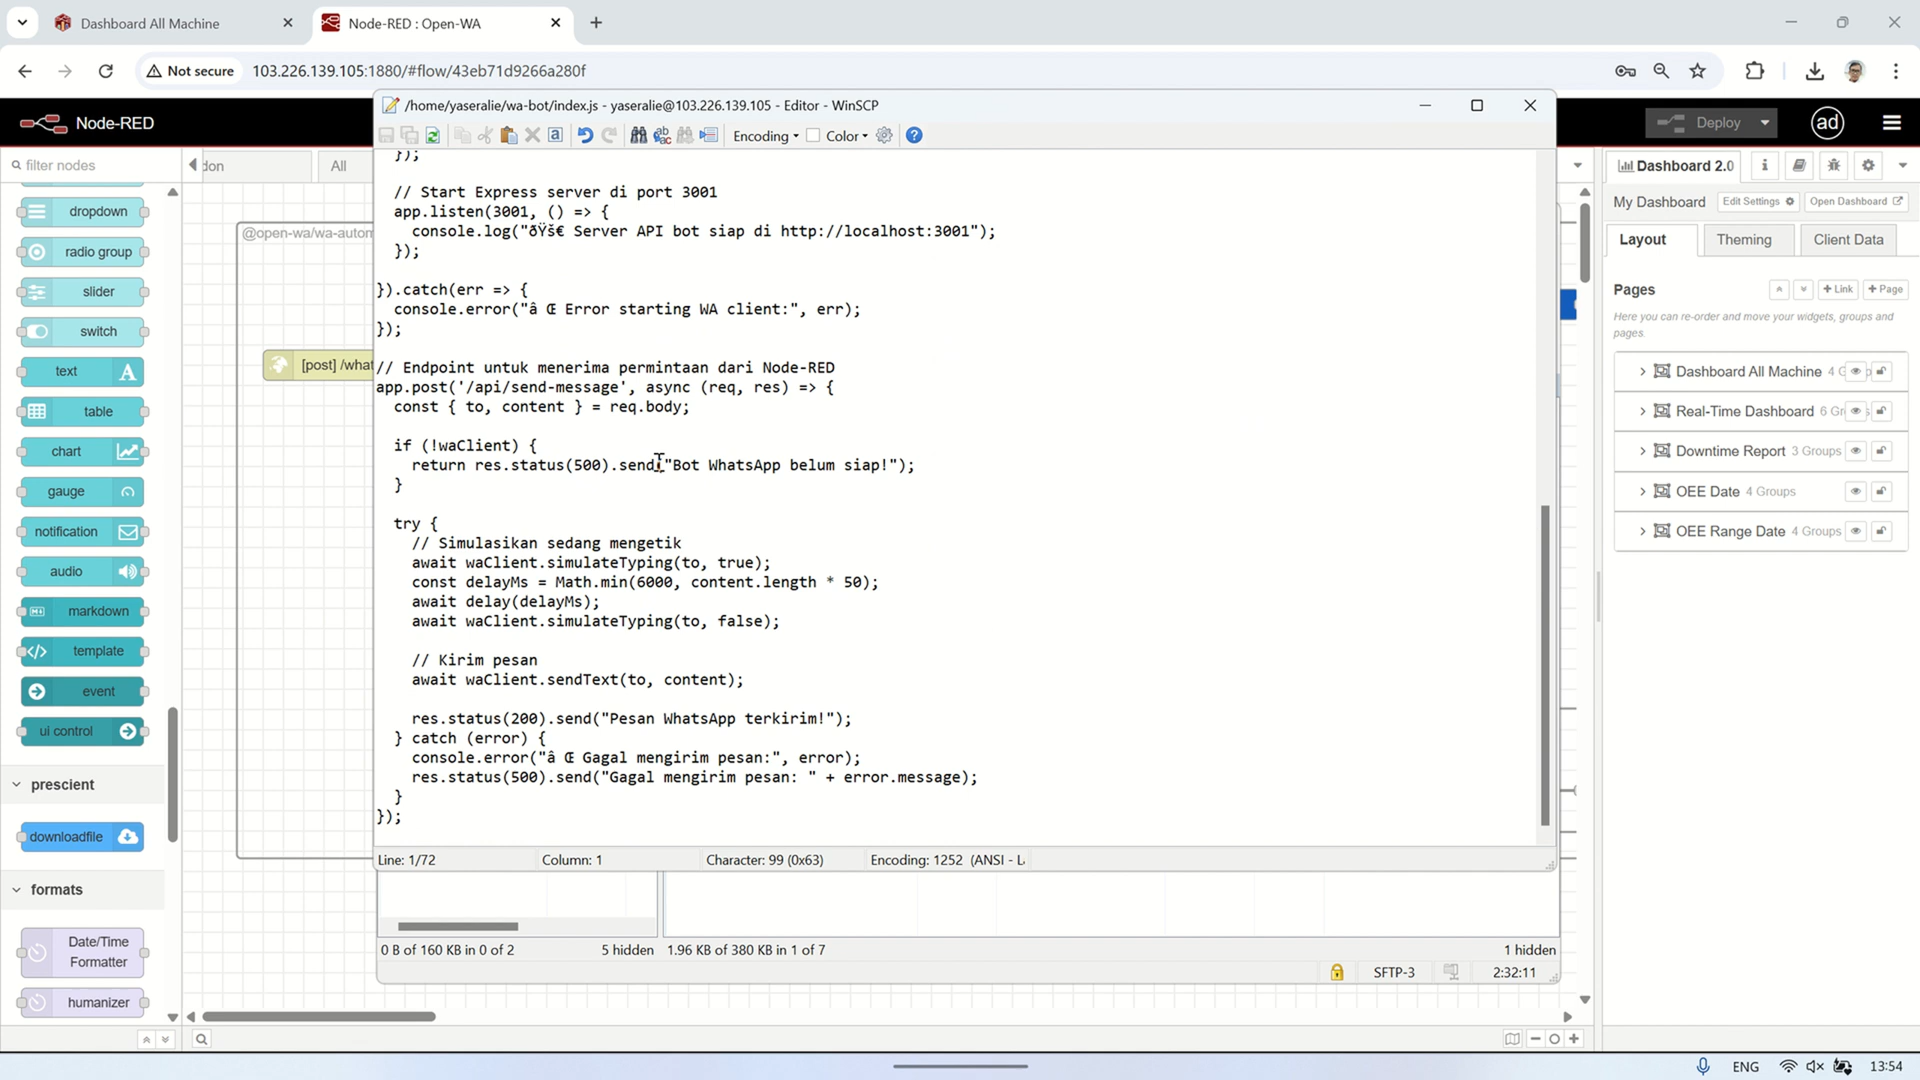 Dashboard All Machine
Node-RED : Open-WA
Not secure
103.226.139.105:1880/#flow/43eb71d9266a280f
Node-RED
/home/yaseralie/wa-bot/index.js - yaseralie@103.226.139.105 - Editor - WinSCP
Deploy
ad
Encoding
Color
filter nodes
don
All
dropdown
radio group
slider
switch
text
table
chart
gauge
notification
audio
markdown
template
event
ui control
prescient
downloadfile
formats
Date/Time
Formatter
humanizer
@open-wa/wa-autom
[post] /what
});
// Start Express server di port 3001
app.listen(3001, () => {
console.log("ðŸš€ Server API bot siap di http://localhost:3001");
});
}).catch(err => {
console.error("â Œ Error starting WA client:", err);
});
// Endpoint untuk menerima permintaan dari Node-RED
app.post('/api/send-message', async (req, res) => {
const { to, content } = req.body;
if (!waClient) {
return res.status(500).send("Bot WhatsApp belum siap!");
}
try {
// Simulasikan sedang mengetik
await waClient.simulateTyping(to, true);
const delayMs = Math.min(6000, content.length * 50);
await delay(delayMs);
await waClient.simulateTyping(to, false);
// Kirim pesan
await waClient.sendText(to, content);
res.status(200).send("Pesan WhatsApp terkirim!");
} catch (error) {
console.error("â Œ Gagal mengirim pesan:", error);
res.status(500).send("Gagal mengirim pesan: " + error.message);
}
});
Line: 1/72
Column: 1
Character: 99 (0x63)
Encoding: 1252 (ANSI - L
0 B of 160 KB in 0 of 2
5 hidden
1.96 KB of 380 KB in 1 of 7
1 hidden
SFTP-3
2:32:11
Dashboard 2.0
My Dashboard
Edit Settings
Open Dashboard
Layout
Theming
Client Data
Pages
+ Link
+ Page
Here you can re-order and move your widgets, groups and
pages.
Dashboard All Machine 4 G
Real-Time Dashboard 6 Gr
Downtime Report 3 Groups
OEE Date 4 Groups
OEE Range Date 4 Groups
ENG
13:54